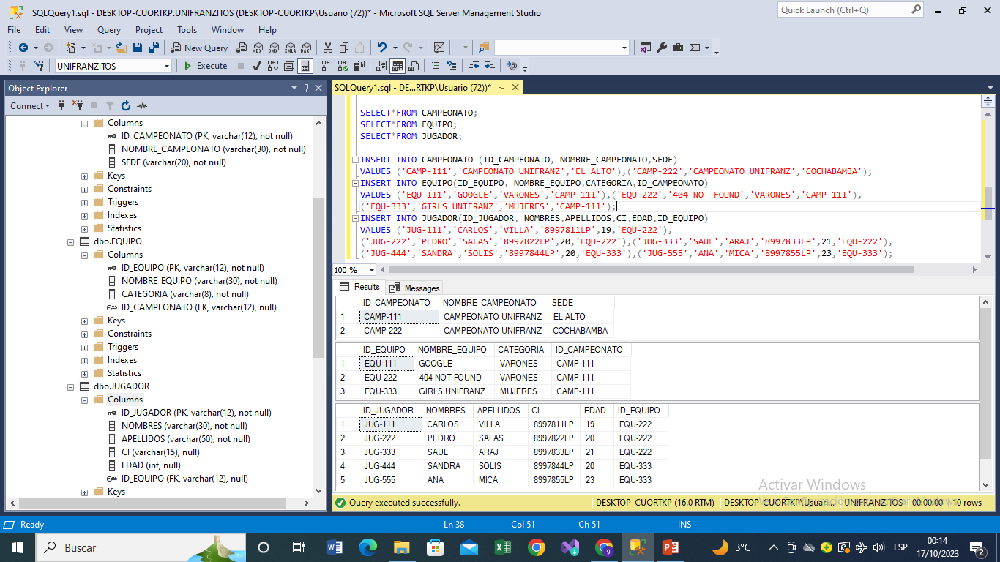 SQLQuery1.sql - DESKTOP-CUORTKP.UNIFRANZITOS (DESKTOP-CUORTKP\Usuario (72))* - Microsoft SQL Server Management Studio
Quick Launch (Ctrl+Q)
File Edit View Query Project Tools Window Help
New Query MDX DMX XMLA DAX
UNIFRANZITOS Execute
Object Explorer
Connect
Columns
ID_CAMPEONATO (PK, varchar(12), not null)
NOMBRE_CAMPEONATO (varchar(30), not null)
SEDE (varchar(20), not null)
Keys
Constraints
Triggers
Indexes
Statistics
dbo.EQUIPO
Columns
ID_EQUIPO (PK, varchar(12), not null)
NOMBRE_EQUIPO (varchar(30), not null)
CATEGORIA (varchar(8), not null)
ID_CAMPEONATO (FK, varchar(12), null)
Keys
Constraints
Triggers
Indexes
Statistics
dbo.JUGADOR
Columns
ID_JUGADOR (PK, varchar(12), not null)
NOMBRES (varchar(30), not null)
APELLIDOS (varchar(50), not null)
CI (varchar(15), null)
EDAD (int, null)
ID_EQUIPO (FK, varchar(12), null)
Keys
SQLQuery1.sql - DE...RTKP\Usuario (72))*
SELECT*FROM CAMPEONATO;
SELECT*FROM EQUIPO;
SELECT*FROM JUGADOR;
INSERT INTO CAMPEONATO (ID_CAMPEONATO, NOMBRE_CAMPEONATO,SEDE)
VALUES ('CAMP-111','CAMPEONATO UNIFRANZ','EL ALTO'),('CAMP-222','CAMPEONATO UNIFRANZ','COCHABAMBA');
INSERT INTO EQUIPO(ID_EQUIPO, NOMBRE_EQUIPO,CATEGORIA,ID_CAMPEONATO)
VALUES ('EQU-111','GOOGLE','VARONES','CAMP-111'),('EQU-222','404 NOT FOUND','VARONES','CAMP-111'),
('EQU-333','GIRLS UNIFRANZ','MUJERES','CAMP-111');
INSERT INTO JUGADOR(ID_JUGADOR, NOMBRES,APELLIDOS,CI,EDAD,ID_EQUIPO)
VALUES ('JUG-111','CARLOS','VILLA','8997811LP',19,'EQU-222'),
('JUG-222','PEDRO','SALAS','8997822LP',20,'EQU-222'),('JUG-333','SAUL','ARAJ','8997833LP',21,'EQU-222'),
('JUG-444','SANDRA','SOLIS','8997844LP',20,'EQU-333'),('JUG-555','ANA','MICA','8997855LP',23,'EQU-333');
100 %
Results Messages
ID_CAMPEONATO NOMBRE_CAMPEONATO SEDE
1 CAMP-111 CAMPEONATO UNIFRANZ EL ALTO
2 CAMP-222 CAMPEONATO UNIFRANZ COCHABAMBA
ID_EQUIPO NOMBRE_EQUIPO CATEGORIA ID_CAMPEONATO
1 EQU-111 GOOGLE VARONES CAMP-111
2 EQU-222 404 NOT FOUND VARONES CAMP-111
3 EQU-333 GIRLS UNIFRANZ MUJERES CAMP-111
ID_JUGADOR NOMBRES APELLIDOS CI EDAD ID_EQUIPO
1 JUG-111 CARLOS VILLA 8997811LP 19 EQU-222
2 JUG-222 PEDRO SALAS 8997822LP 20 EQU-222
3 JUG-333 SAUL ARAJ 8997833LP 21 EQU-222
4 JUG-444 SANDRA SOLIS 8997844LP 20 EQU-333
5 JUG-555 ANA MICA 8997855LP 23 EQU-333
Activar Windows
Query executed successfully. DESKTOP-CUORTKP (16.0 RTM) DESKTOP-CUORTKP\Usuari... UNIFRANZITOS 00:00:00 10 rows
Ready Ln 38 Col 51 Ch 51 INS
Buscar 3°C ESP 00:14
17/10/2023 2